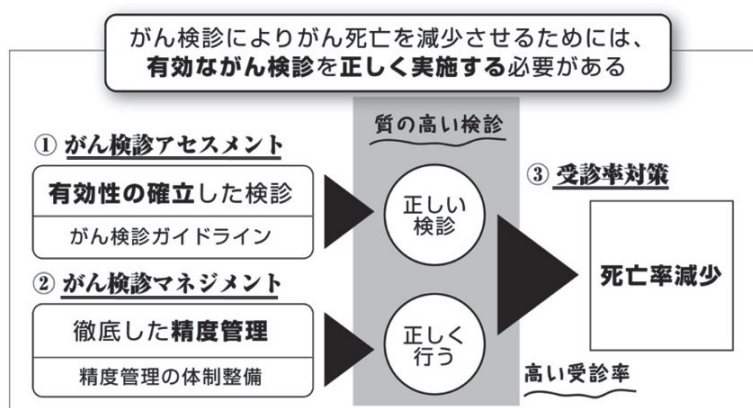 がん検診によりがん死亡を減少させるためには、
有効ながん検診を正しく実施する必要がある
質の高い検診
① がん検診アセスメント
有効性の確立した検診
がん検診ガイドライン
正しい
検診
② がん検診マネジメント
徹底した精度管理
精度管理の体制整備
正しく
行う
③ 受診率対策
死亡率減少
高い受診率